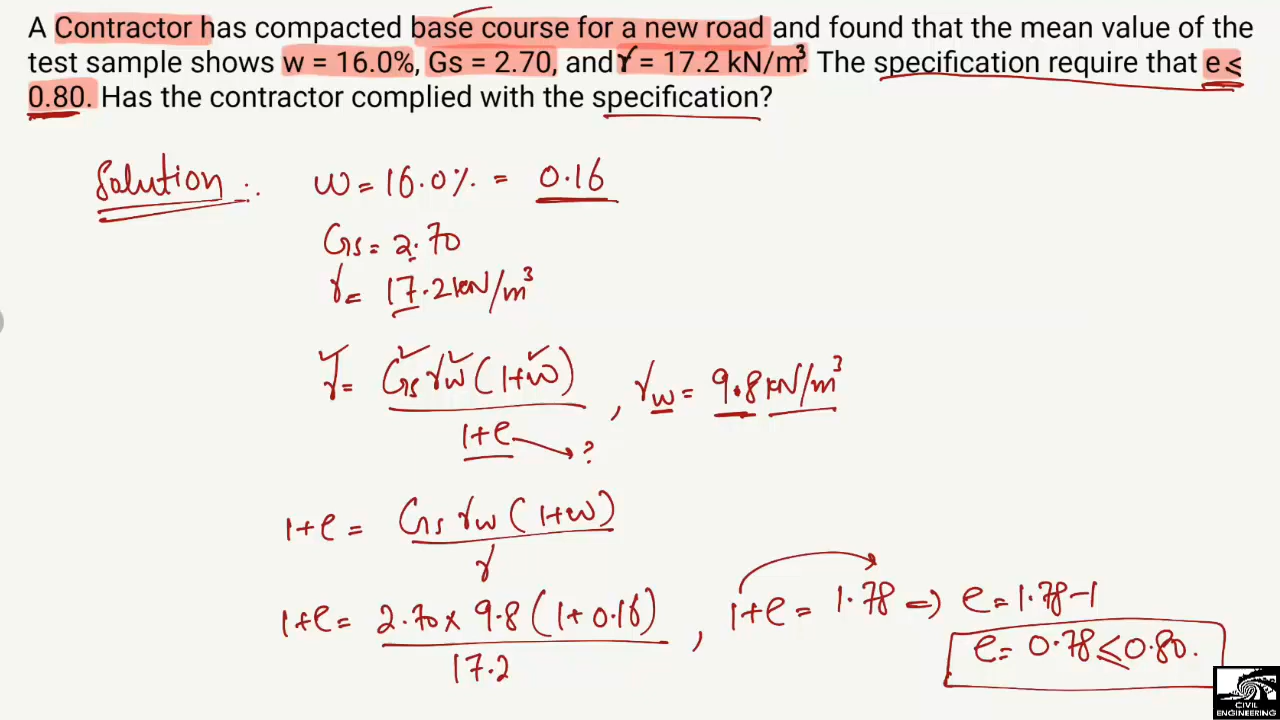 A Contractor has compacted base course for a new road and found that the mean value of the
test sample shows w = 16.0%, Gs = 2.70, and γ = 17.2 kN/m³. The specification require that e ≤
0.80. Has the contractor complied with the specification?
Solution :.
w = 16.0% = 0.16
Gs = 2.70
γ = 17.2 kN/m³
γ = Gs γw (1+w) / 1+e → ? , γw = 9.8 kN/m³
1+e = Gs γw (1+w) / γ
1+e = 2.70 x 9.8 (1+0.16) / 17.2 , 1+e = 1.78 => e = 1.78-1
e = 0.78 ≤ 0.80.
CIVIL
ENGINEERING